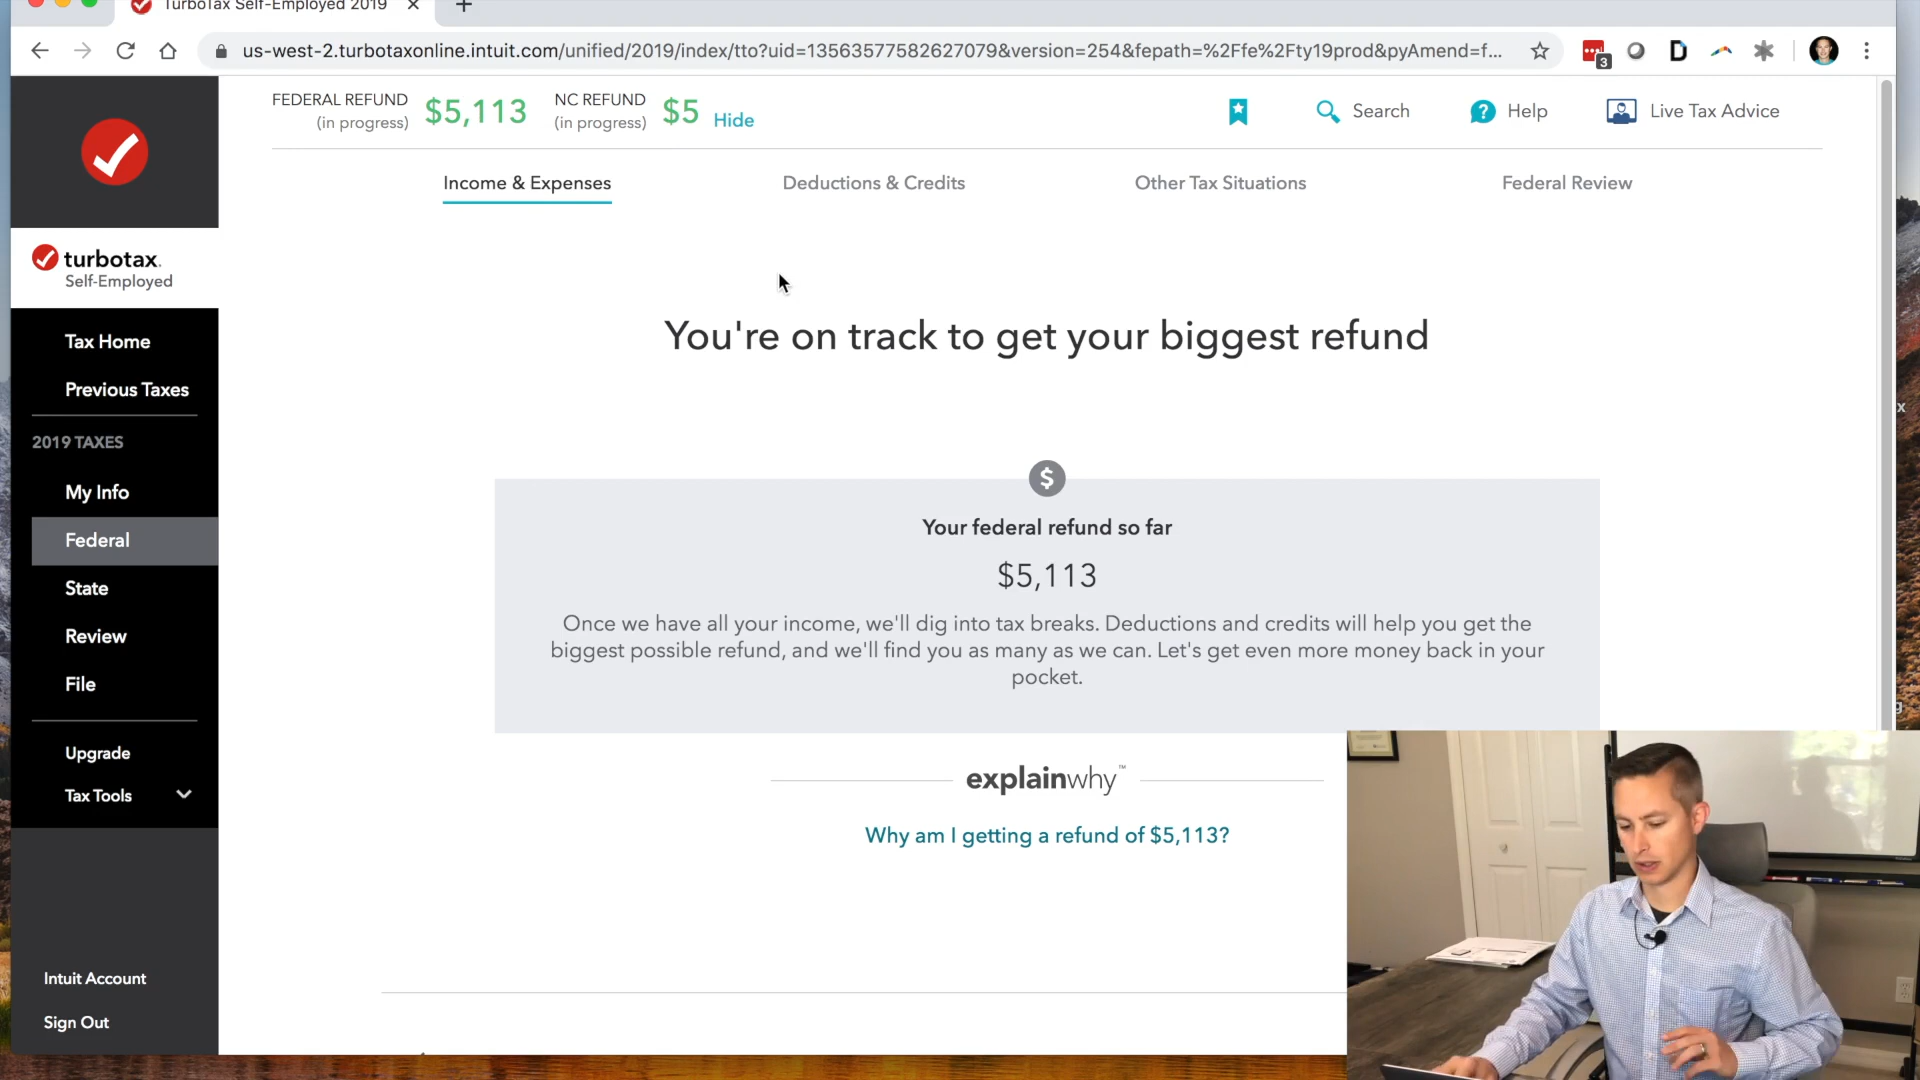 TurboTax Self-Employed 2019
us-west-2.turbotaxonline.intuit.com/unified/2019/index/tto?uid=13563577582627079&version=254&fepath=%2Ffe%2Fty19prod&pyAmend=f...
3
FEDERAL REFUND
(in progress)
$5,113
NC REFUND
(in progress)
$5
Hide
Search
Help
Live Tax Advice
Income & Expenses
Deductions & Credits
Other Tax Situations
Federal Review
turbotax.
Self-Employed
Tax Home
Previous Taxes
2019 TAXES
My Info
Federal
State
Review
File
Upgrade
Tax Tools
Intuit Account
Sign Out
You're on track to get your biggest refund
$
Your federal refund so far
$5,113
Once we have all your income, we'll dig into tax breaks. Deductions and credits will help you get the
biggest possible refund, and we'll find you as many as we can. Let's get even more money back in your
pocket.
explainwhy™
Why am I getting a refund of $5,113?